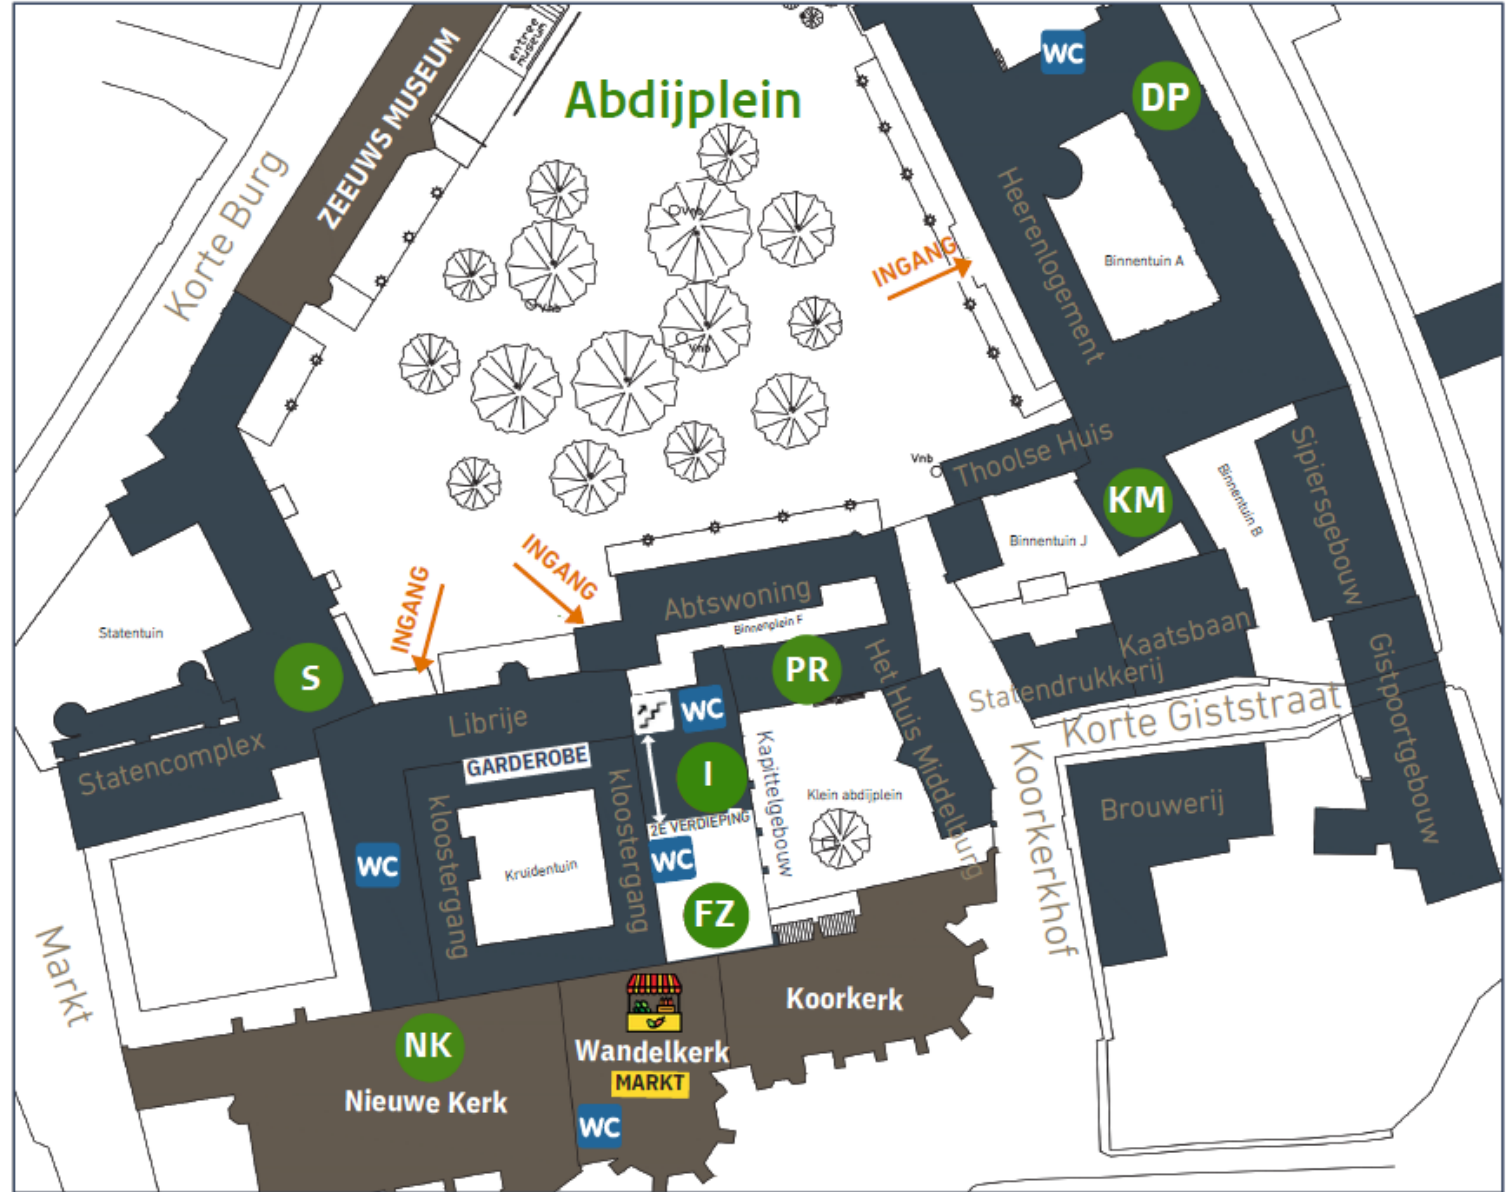 entree
museum
ZEEUWS MUSEUM
Abdijplein
WC
DP
Korte Burg
Heerenlogement
Binnentuin A
INGANG
Vnb
Vnb
Vnb
Vnb
Thoolse Huis
KM
Binnentuin B
Sipiersgebouw
Binnentuin J
INGANG
INGANG
Abtswoning
Binnenplein F
Statentuin
S
PR
Het Huis Middelburg
Kaatsbaan
Statendrukkerij
Korte Giststraat
Gistpoortgebouw
Librije
WC
Statencomplex
GARDEROBE
I
Kapittelgebouw
Klein abdijplein
Koorkerkhof
Brouwerij
kloostergang
kloostergang
2E VERDIEPING
WC
WC
Kruidentuin
FZ
Markt
Koorkerk
NK
Wandelkerk
MARKT
Nieuwe Kerk
WC